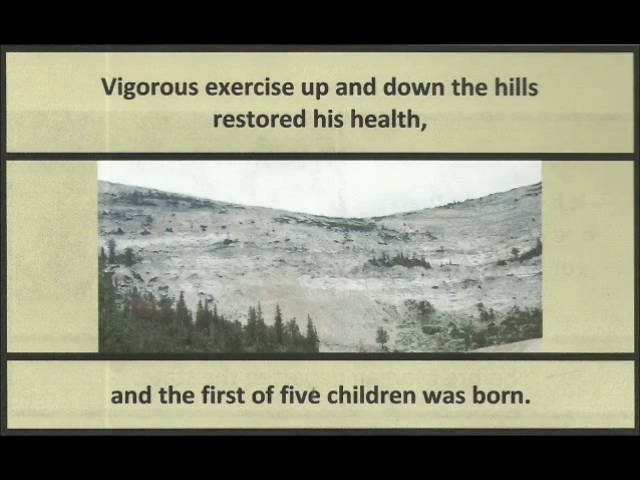 Vigorous exercise up and down the hills
restored his health,
and the first of five children was born.